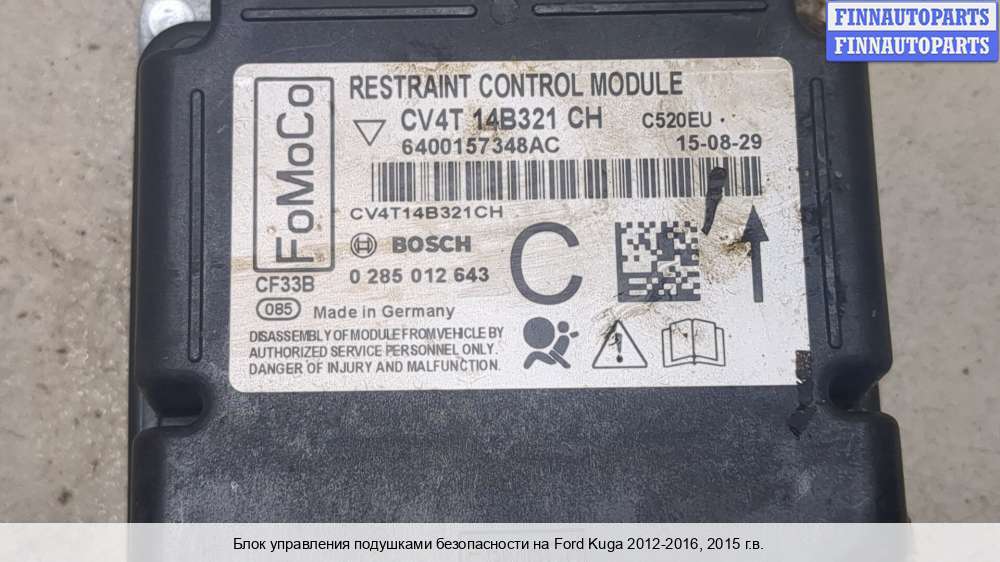 FINNAUTOPARTS
FINNAUTOPARTS
FoMoCo
RESTRAINT CONTROL MODULE
CV4T 14B321 CH C520EU
6400157348AC 15-08-29
CV4T14B321CH
BOSCH
C
CF33B 0 285 012 643
085 Made in Germany
DISASSEMBLY OF MODULE FROM VEHICLE BY
AUTHORIZED SERVICE PERSONNEL ONLY.
DANGER OF INJURY AND MALFUNCTION.
Блок управления подушками безопасности на Ford Kuga 2012-2016, 2015 г.в.